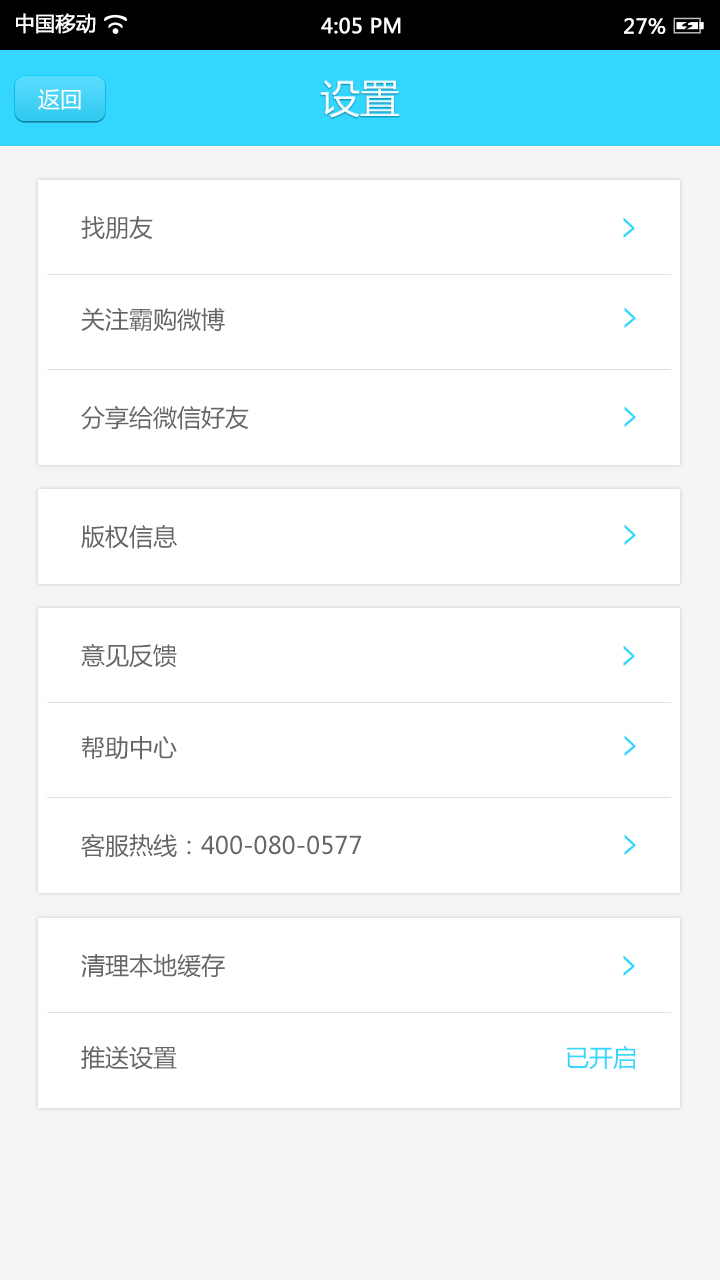 中国移动 4:05 PM 27%
返回 设置
找朋友
关注霸购微博
分享给微信好友
版权信息
意见反馈
帮助中心
客服热线：400-080-0577
清理本地缓存
推送设置 已开启